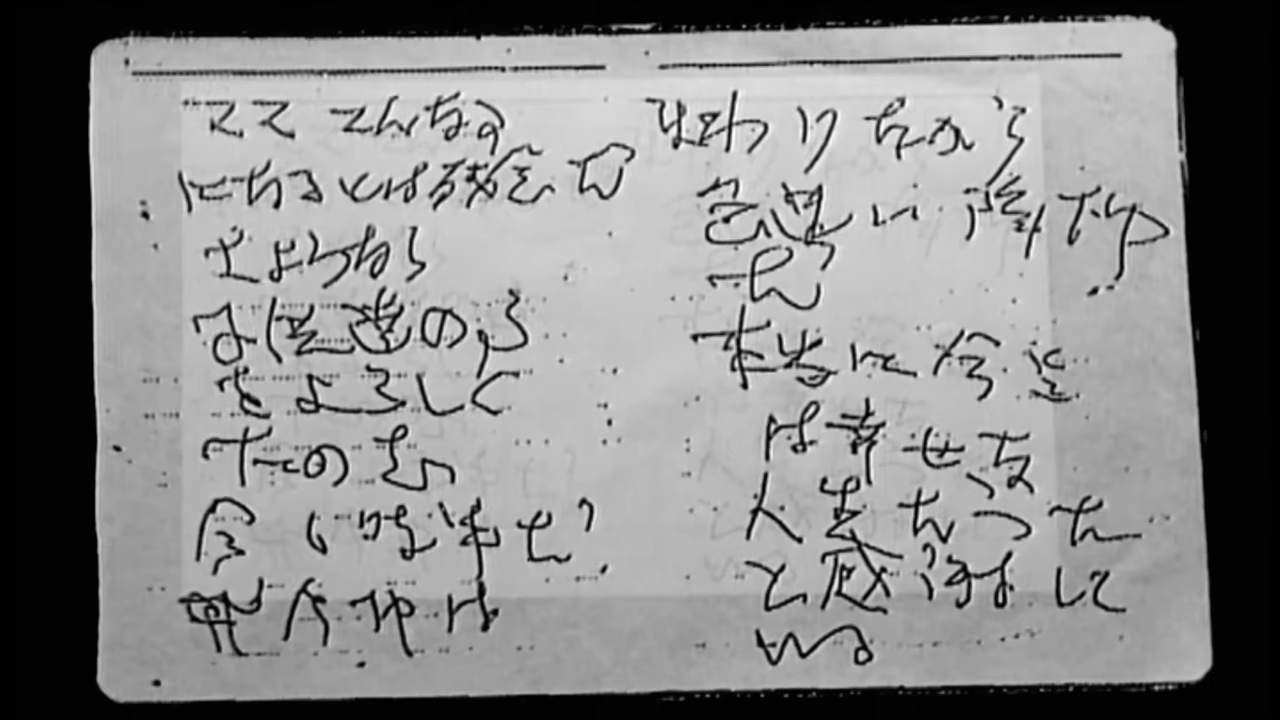 ママ こんな事
になるとは残念だ
さようなら
子供達の事
をよろしく
たのむ
今六時半だ
飛行機は
まわりながら
急速に降下中
だ
本当に今迄
は幸せな
人生だった
と感謝して
いる